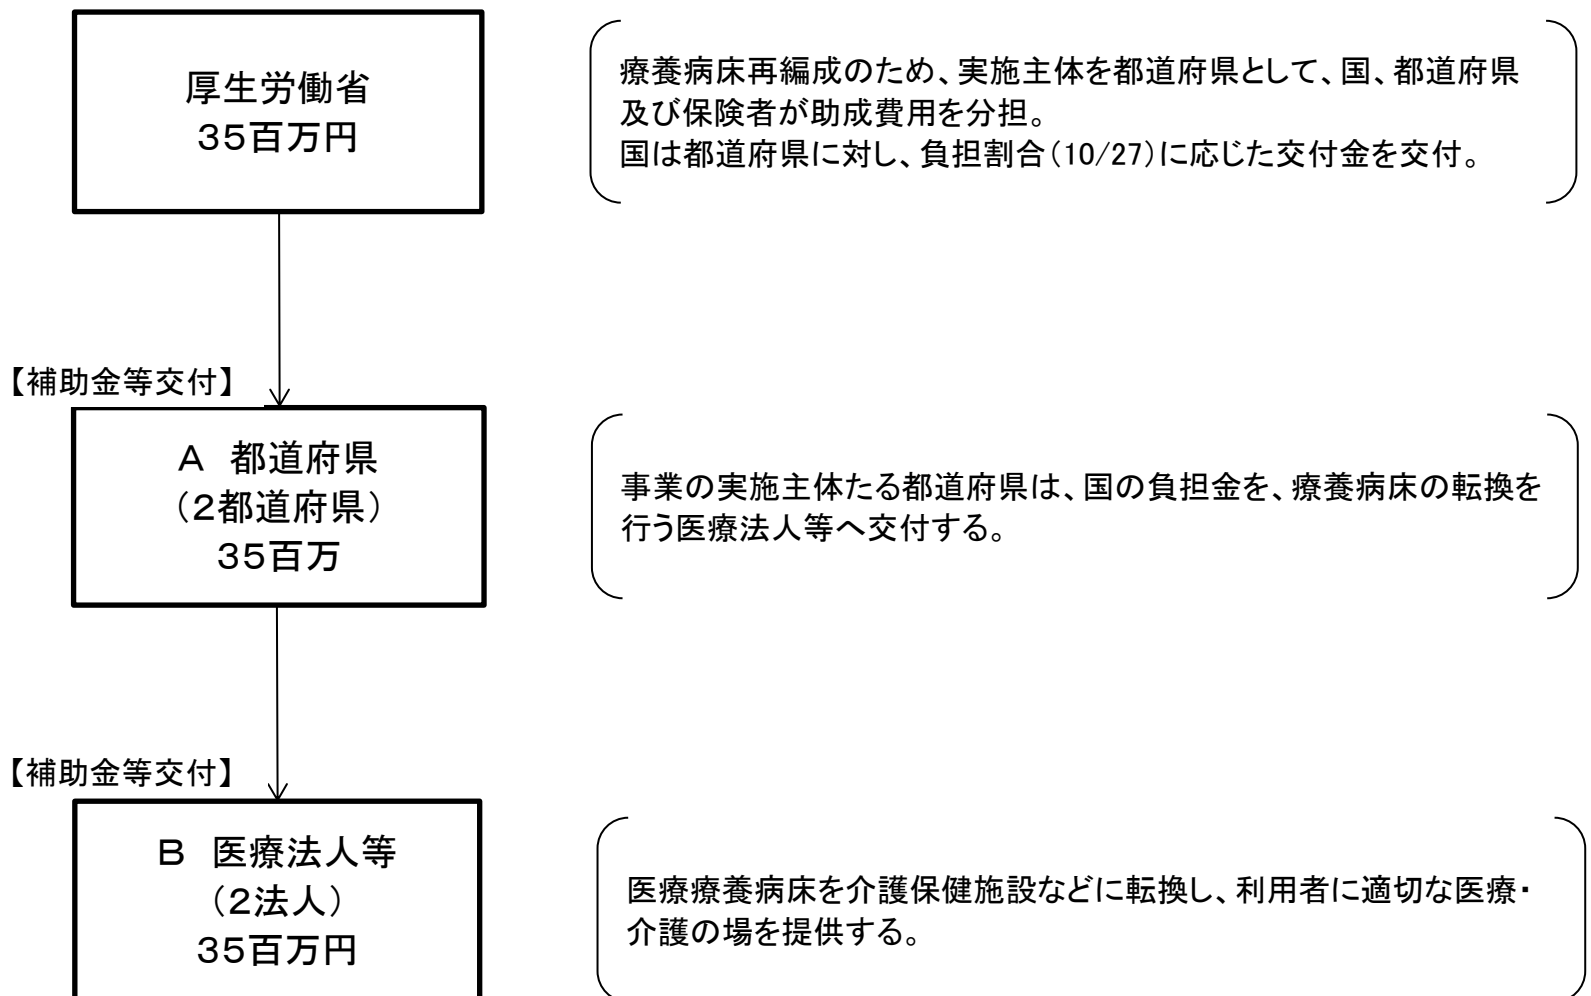 厚生労働省
35百万円
療養病床再編成のため、実施主体を都道府県として、国、都道府県
及び保険者が助成費用を分担。
国は都道府県に対し、負担割合(10/27)に応じた交付金を交付。
【補助金等交付】
A 都道府県
(2都道府県)
35百万
事業の実施主体たる都道府県は、国の負担金を、療養病床の転換を
行う医療法人等へ交付する。
【補助金等交付】
B 医療法人等
(2法人)
35百万円
医療療養病床を介護保健施設などに転換し、利用者に適切な医療・
介護の場を提供する。